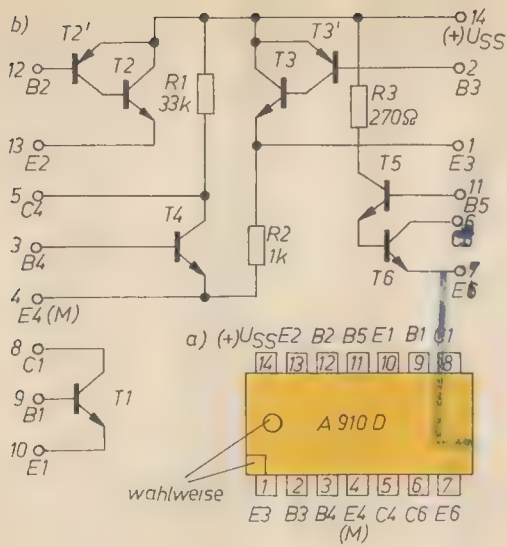 b)
T2'
T2
12
B2
13
E2
R1
33k
5
C4
T4
3
B4
4
E4 (M)
T3'
T3
14
(+)USS
2
B3
R3
270Ω
1
E3
T5
11
B5
6
T6
7
E6
R2
1k
8
C1
9
B1
T1
10
E1
a) (+)USS E2 B2 B5 E1 B1 C1
14 13 12 11 10 9 8
A 910 D
wahlweise
1 2 3 4 5 6 7
E3 B3 B4 E4 C4 C6 E6
(M)